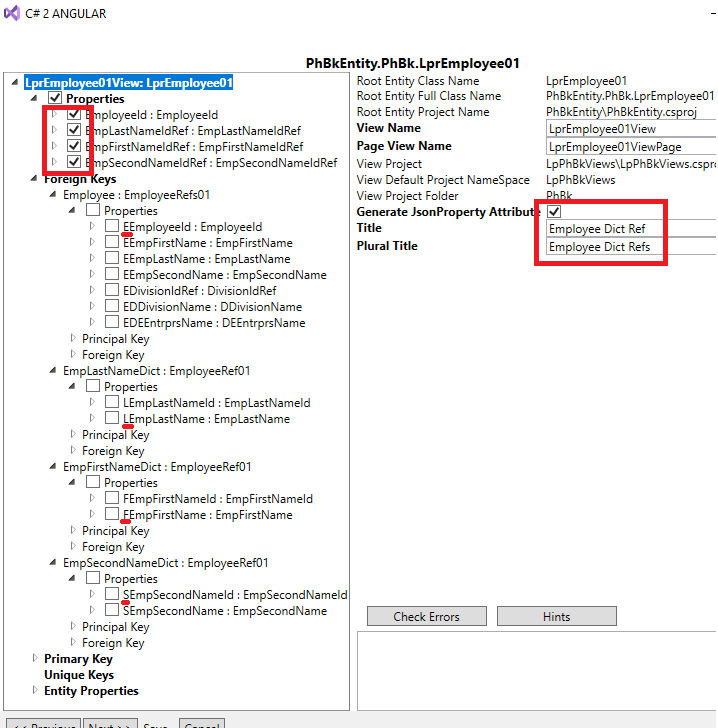 C# 2 ANGULAR
PhBkEntity.PhBk.LprEmployee01
LprEmployee01View: LprEmployee01
Properties
EmployeeId : EmployeeId
EmpLastNameIdRef : EmpLastNameIdRef
EmpFirstNameIdRef : EmpFirstNameIdRef
EmpSecondNameIdRef : EmpSecondNameIdRef
Foreign Keys
Employee : EmployeeRefs01
Properties
EEmployeeId : EmployeeId
EEmpFirstName : EmpFirstName
EEmpLastName : EmpLastName
EEmpSecondName : EmpSecondName
EDivisionIdRef : DivisionIdRef
EDDivisionName : DDivisionName
EDEEntrprsName : DEEntrprsName
Principal Key
Foreign Key
EmpLastNameDict : EmployeeRef01
Properties
LEmpLastNameId : EmpLastNameId
LEmpLastName : EmpLastName
Principal Key
Foreign Key
EmpFirstNameDict : EmployeeRef01
Properties
FEmpFirstNameId : EmpFirstNameId
FEmpFirstName : EmpFirstName
Principal Key
Foreign Key
EmpSecondNameDict : EmployeeRef01
Properties
SEmpSecondNameId : EmpSecondNameId
SEmpSecondName : EmpSecondName
Principal Key
Foreign Key
Primary Key
Unique Keys
Entity Properties
Root Entity Class Name LprEmployee01
Root Entity Full Class Name PhBkEntity.PhBk.LprEmployee01
Root Entity Project Name PhBkEntity\PhBkEntity.csproj
View Name LprEmployee01View
Page View Name LprEmployee01ViewPage
View Project LpPhBkViews\LpPhBkViews.cspro
View Default Project NameSpace LpPhBkViews
View Project Folder PhBk
Generate JsonProperty Attribute
Title Employee Dict Ref
Plural Title Employee Dict Refs
Check Errors Hints
<< Previous Next >> Save Cancel